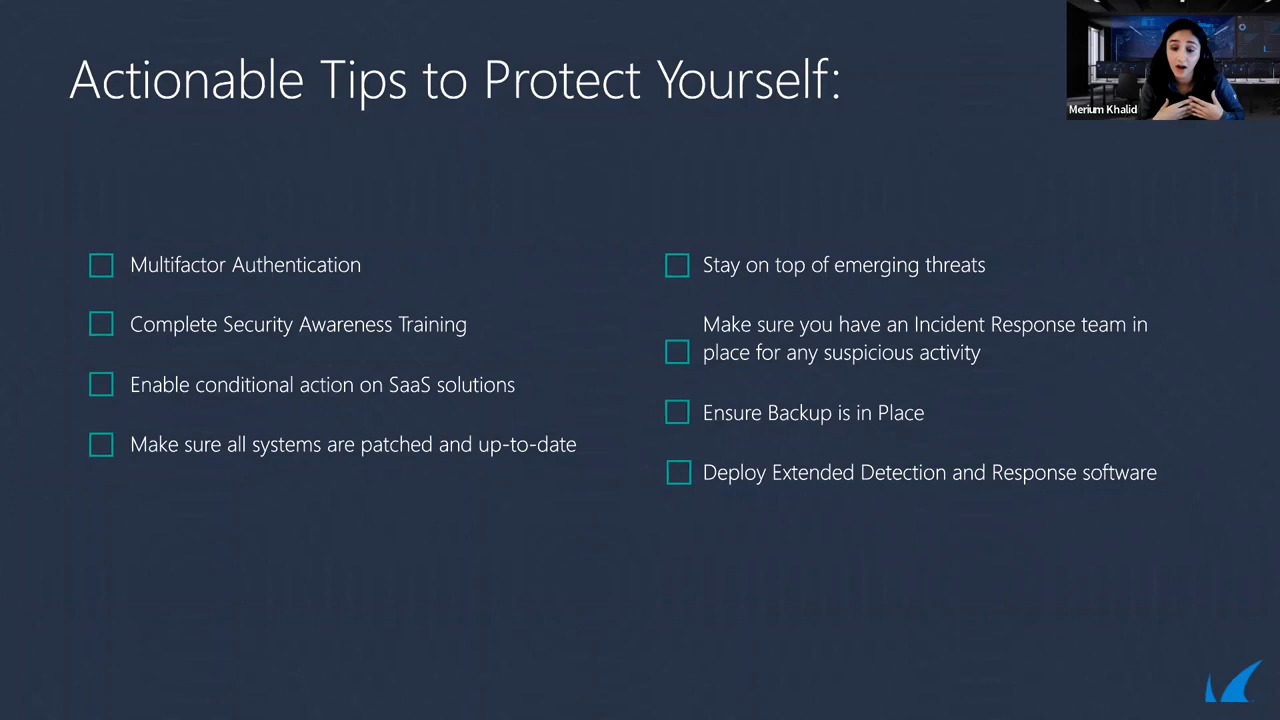 Actionable Tips to Protect Yourself:
Merium Khalid
Multifactor Authentication
Complete Security Awareness Training
Enable conditional action on SaaS solutions
Make sure all systems are patched and up-to-date
Stay on top of emerging threats
Make sure you have an Incident Response team in
place for any suspicious activity
Ensure Backup is in Place
Deploy Extended Detection and Response software